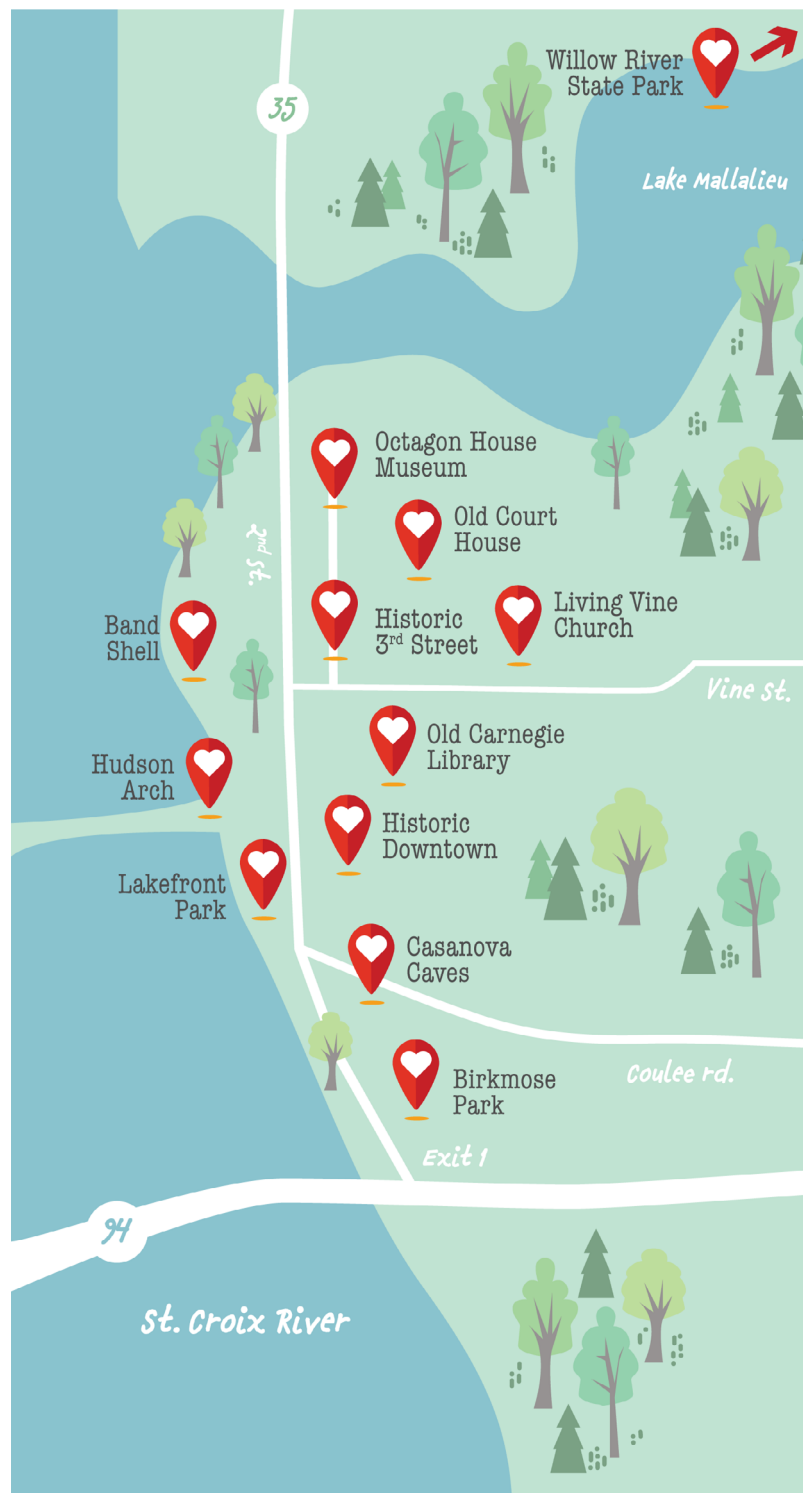 Willow River
State Park
35
Lake Mallalieu
Octagon House
Museum
Old Court
House
2nd St.
Living Vine
Church
Historic
3rd Street
Band
Shell
Vine St.
Old Carnegie
Library
Hudson
Arch
Historic
Downtown
Lakefront
Park
Casanova
Caves
Birkmose
Park
Coulee rd.
Exit 1
94
St. Croix River